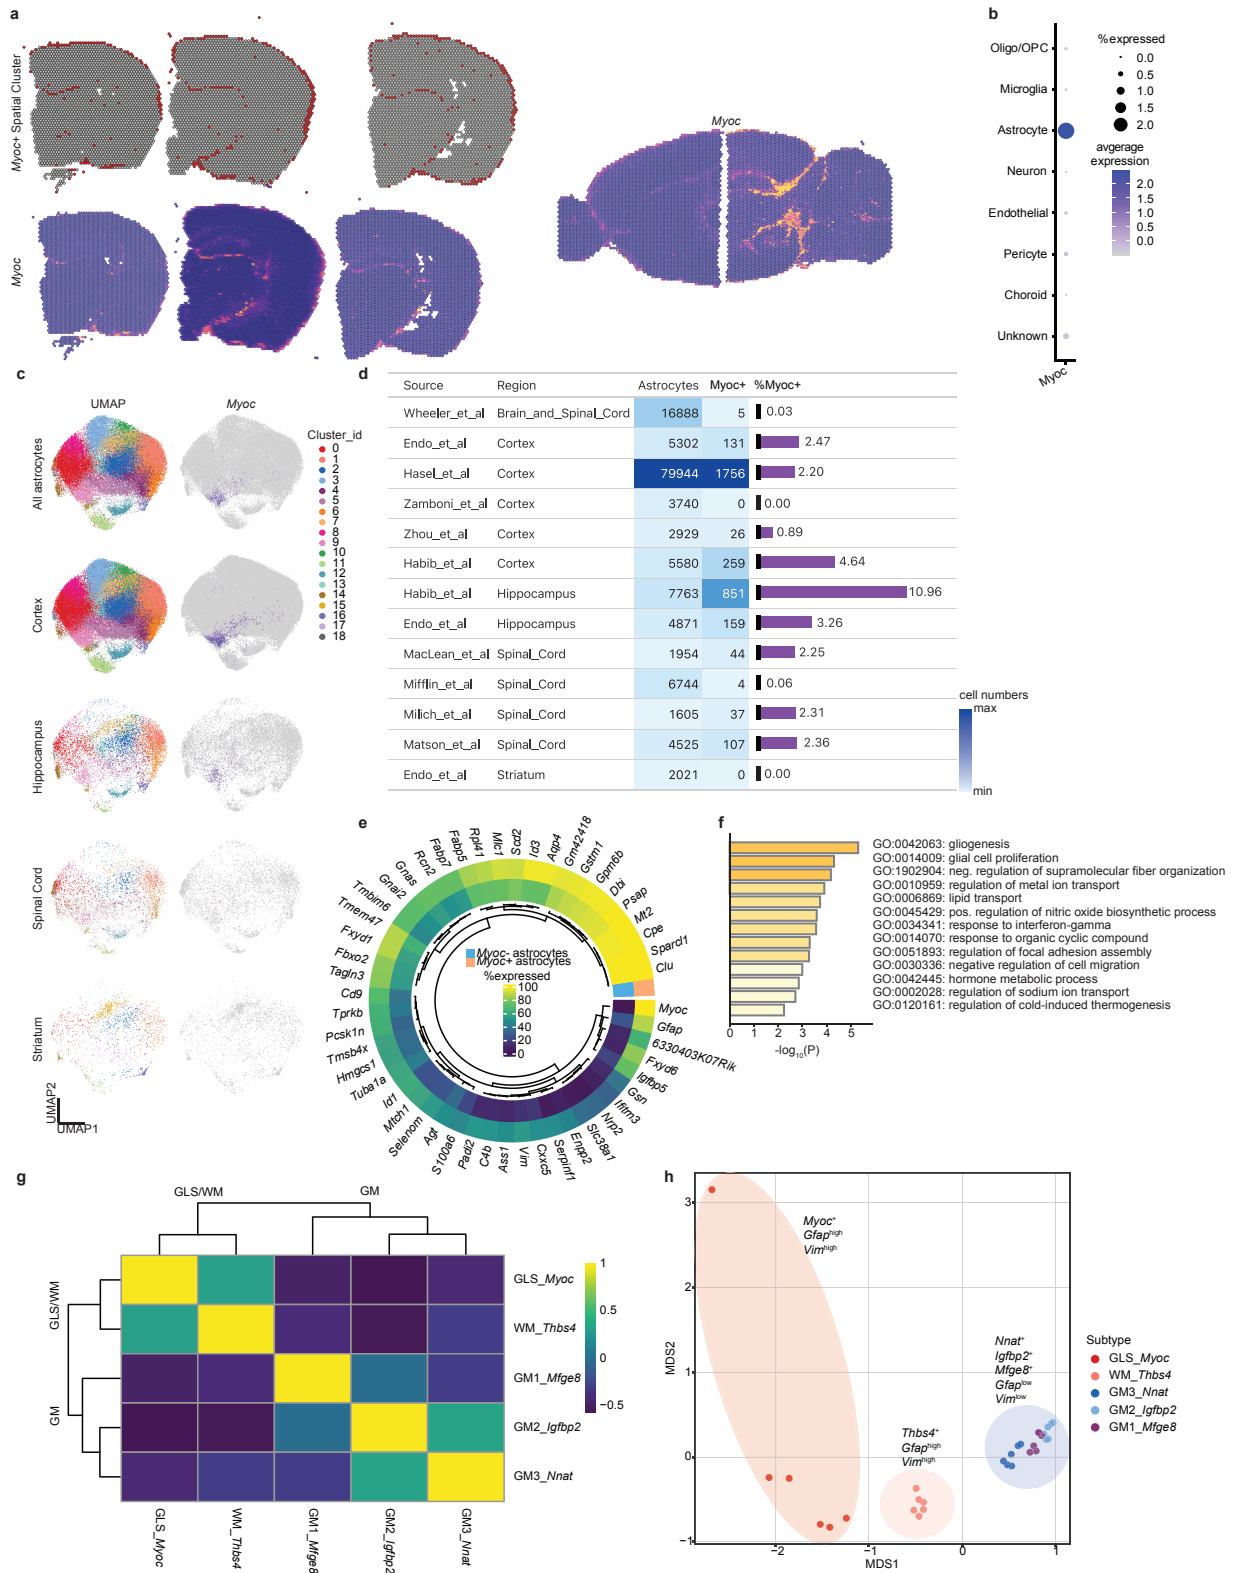 a
Myoc+ Spatial Cluster
Myoc
Myoc
b
Oligo/OPC
Microglia
Astrocyte
Neuron
Endothelial
Pericyte
Choroid
Unknown
Myoc
%expressed
0.0
0.5
1.0
1.5
2.0
avgerage
expression
2.0
1.5
1.0
0.0
c
UMAP
Myoc
All astrocytes
Cortex
Hippocampus
Spinal Cord
Striatum
UMAP2
UMAP1
Cluster_id
0
1
2
3
4
5
6
7
8
9
10
11
12
13
14
15
16
17
18
d
Source Region Astrocytes Myoc+ %Myoc+
Wheeler_et_al Brain_and_Spinal_Cord 16888 5 0.03
Endo_et_al Cortex 5302 131 2.47
Hasel_et_al Cortex 79944 1756 2.20
Zamboni_et_al Cortex 3740 0 0.00
Zhou_et_al Cortex 2929 26 0.89
Habib_et_al Cortex 5580 259 4.64
Habib_et_al Hippocampus 7763 851 10.96
Endo_et_al Hippocampus 4871 159 3.26
MacLean_et_al Spinal_Cord 1954 44 2.25
Mifflin_et_al Spinal_Cord 6744 4 0.06
Milich_et_al Spinal_Cord 1605 37 2.31
Matson_et_al Spinal_Cord 4525 107 2.36
Endo_et_al Striatum 2021 0 0.00
cell numbers
max
min
e
Myoc
Gfap
6330403K07Rik
Fxyd6
Igfbp5
Gsn
Ifitm3
Nrp2
Slc38a1
Enpp2
Serpinf1
Cxxc5
Vim
Ass1
C4b
Padi2
S100a6
Agt
Selenom
Mtch1
Id1
Tuba1a
Hmgcs1
Tmsb4x
Pcsk1n
Tprkb
Cd9
Tagln3
Fbxo2
Fxyd1
Tmem47
Tmbim6
Gnai2
Gnas
Rcn2
Fabp7
Fabp5
Rpl41
Mlc1
Scd2
Id3
Aqp4
Gm42418
Gstm1
Gpm6b
Dbi
Psap
Mt2
Cpe
Sparcl1
Clu
Myoc- astrocytes
Myoc+ astrocytes
%expressed
100
80
60
40
20
0
f
GO:0042063: gliogenesis
GO:0014009: glial cell proliferation
GO:1902904: neg. regulation of supramolecular fiber organization
GO:0010959: regulation of metal ion transport
GO:0006869: lipid transport
GO:0045429: pos. regulation of nitric oxide biosynthetic process
GO:0034341: response to interferon-gamma
GO:0014070: response to organic cyclic compound
GO:0051893: regulation of focal adhesion assembly
GO:0030336: negative regulation of cell migration
GO:0042445: hormone metabolic process
GO:0002028: regulation of sodium ion transport
GO:0120161: regulation of cold-induced thermogenesis
0 1 2 3 4 5
-log10(P)
g
GLS/WM GM
GLS/WM
GM
GLS_Myoc
WM_Thbs4
GM1_Mfge8
GM2_Igfbp2
GM3_Nnat
GLS_Myoc
WM_Thbs4
GM1_Mfge8
GM2_Igfbp2
GM3_Nnat
1
0.5
0
−0.5
h
MDS2
3
2
1
0
−1
−2 −1 0 1
MDS1
Myoc+
Gfaphigh
Vimhigh
Thbs4+
Gfaphigh
Vimhigh
Nnat+
Igfbp2+
Mfge8+
Gfaplow
Vimlow
Subtype
GLS_Myoc
WM_Thbs4
GM3_Nnat
GM2_Igfbp2
GM1_Mfge8